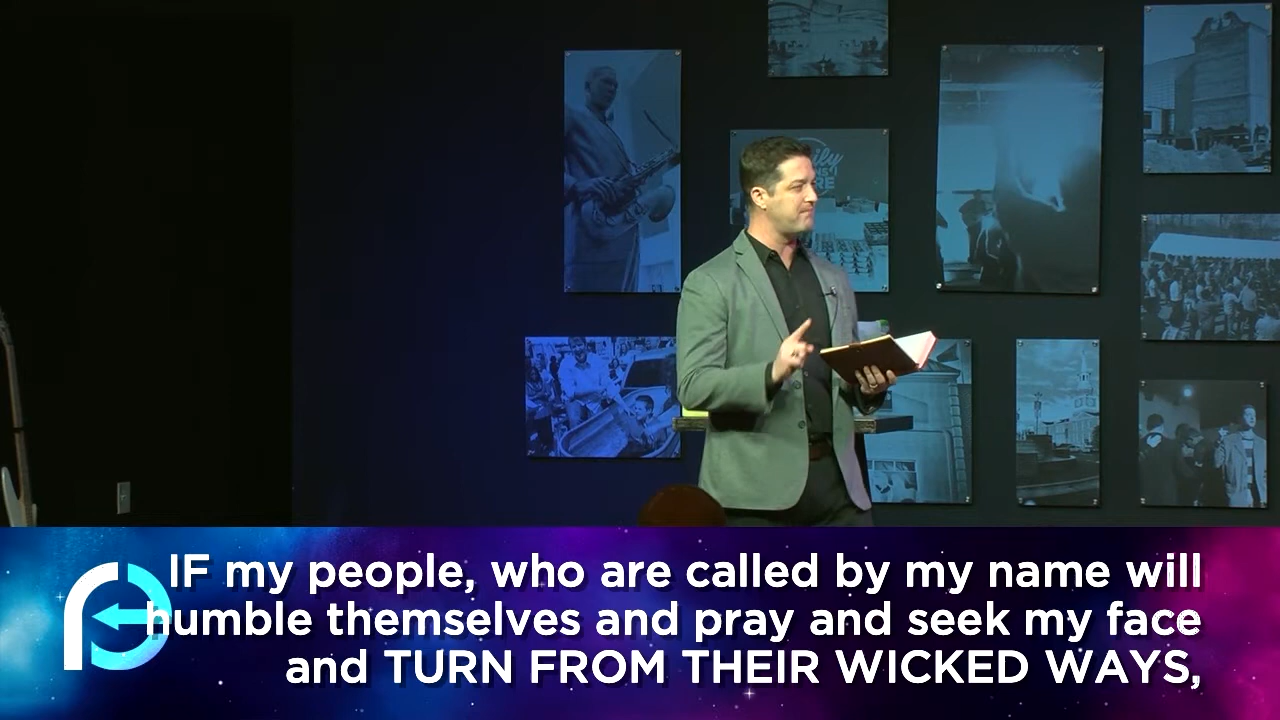 ily
IF my people, who are called by my name will
humble themselves and pray and seek my face
and TURN FROM THEIR WICKED WAYS,